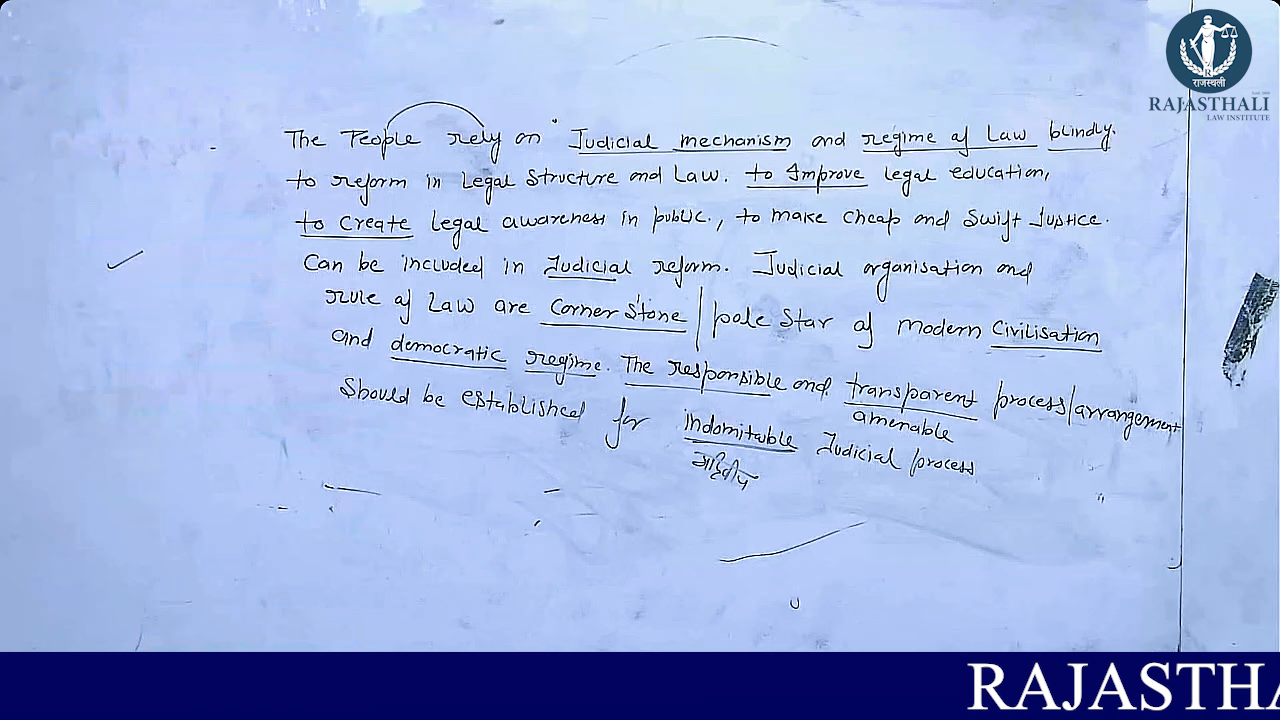 राजस्थली
RAJASTHALI
LAW INSTITUTE
The People rely on Judicial mechanism and regime of Law blindly.
to reform in Legal Structure and Law. to Improve legal education,
to create legal awareness in public., to make cheap and swift Justice.
Can be included in Judicial reform. Judicial organisation and
rule of Law are Corner Stone/pole star of modern civilisation
and democratic regime. The responsible and transparent process/arrangement
amenable
Should be established for indomitable Judicial process
RAJASTHA